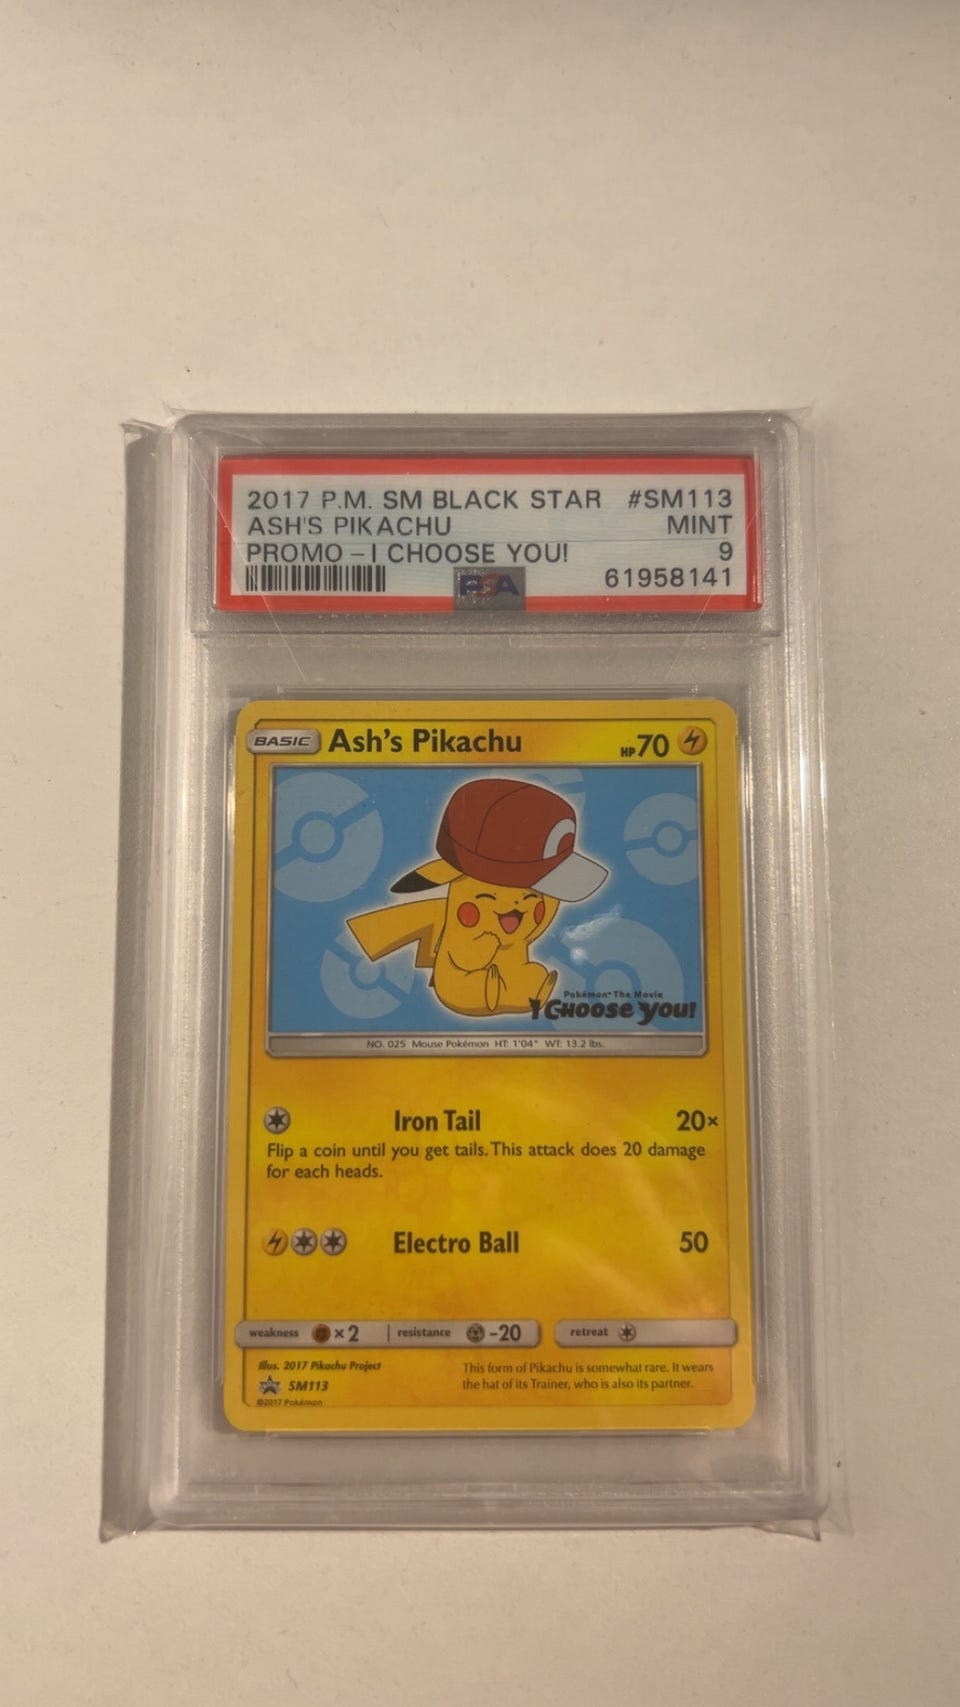 2017 P.M. SM BLACK STAR #SM113
ASH'S PIKACHU MINT
PROMO – I CHOOSE YOU! 9
61958141
PSA
BASIC Ash's Pikachu HP70
Pokémon The Movie
I Choose You!
NO. 025 Mouse Pokémon HT: 1'04" WT: 13.2 lbs.
Iron Tail 20×
Flip a coin until you get tails. This attack does 20 damage
for each heads.
Electro Ball 50
weakness ×2 resistance -20 retreat
Illus. 2017 Pikachu Project
SM113
©2017 Pokémon
This form of Pikachu is somewhat rare. It wears
the hat of its Trainer, who is also its partner.